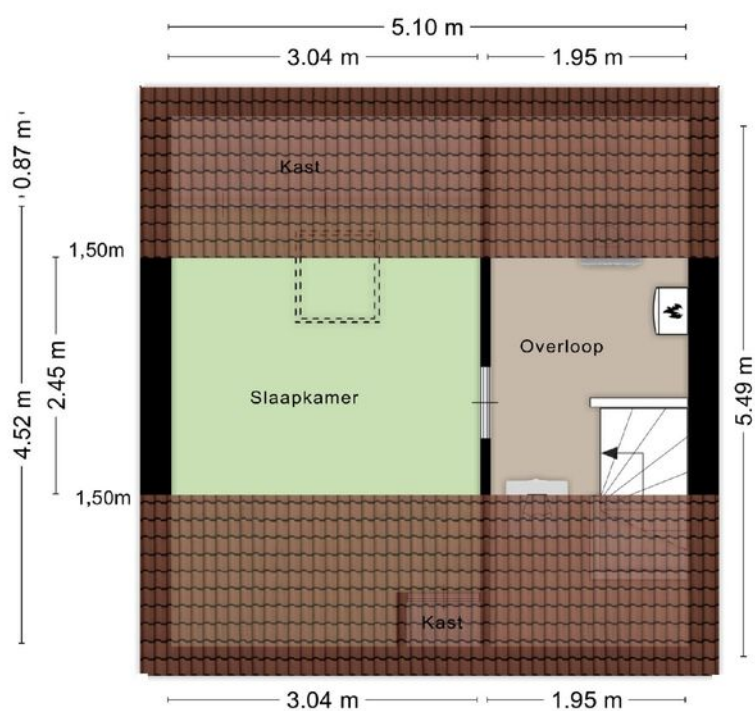 5.10 m
3.04 m
1.95 m
0.87 m
Kast
1,50m
Overloop
2.45 m
4.52 m
5.49 m
Slaapkamer
1,50m
Kast
3.04 m
1.95 m